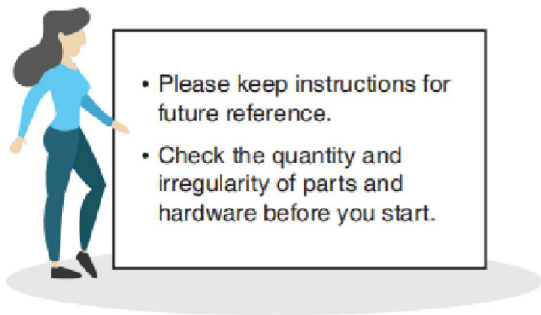 • Please keep instructions for
future reference.
• Check the quantity and
irregularity of parts and
hardware before you start.